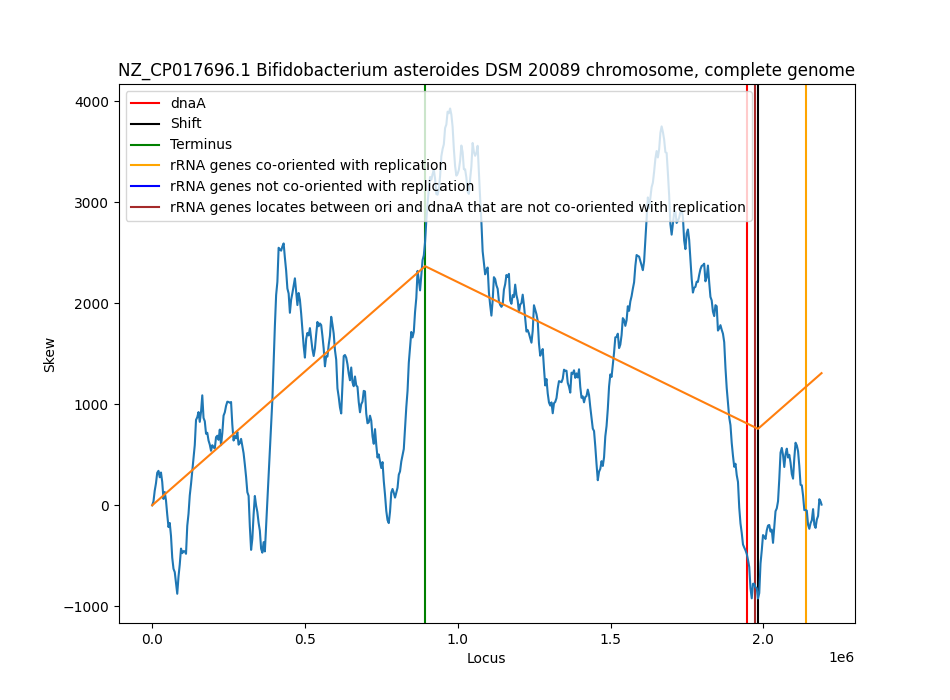 NZ_CP017696.1 Bifidobacterium asteroides DSM 20089 chromosome, complete genome
dnaA
Shift
Terminus
rRNA genes co-oriented with replication
rRNA genes not co-oriented with replication
rRNA genes locates between ori and dnaA that are not co-oriented with replication
4000
3000
2000
1000
0
−1000
Skew
0.0 0.5 1.0 1.5 2.0
1e6
Locus